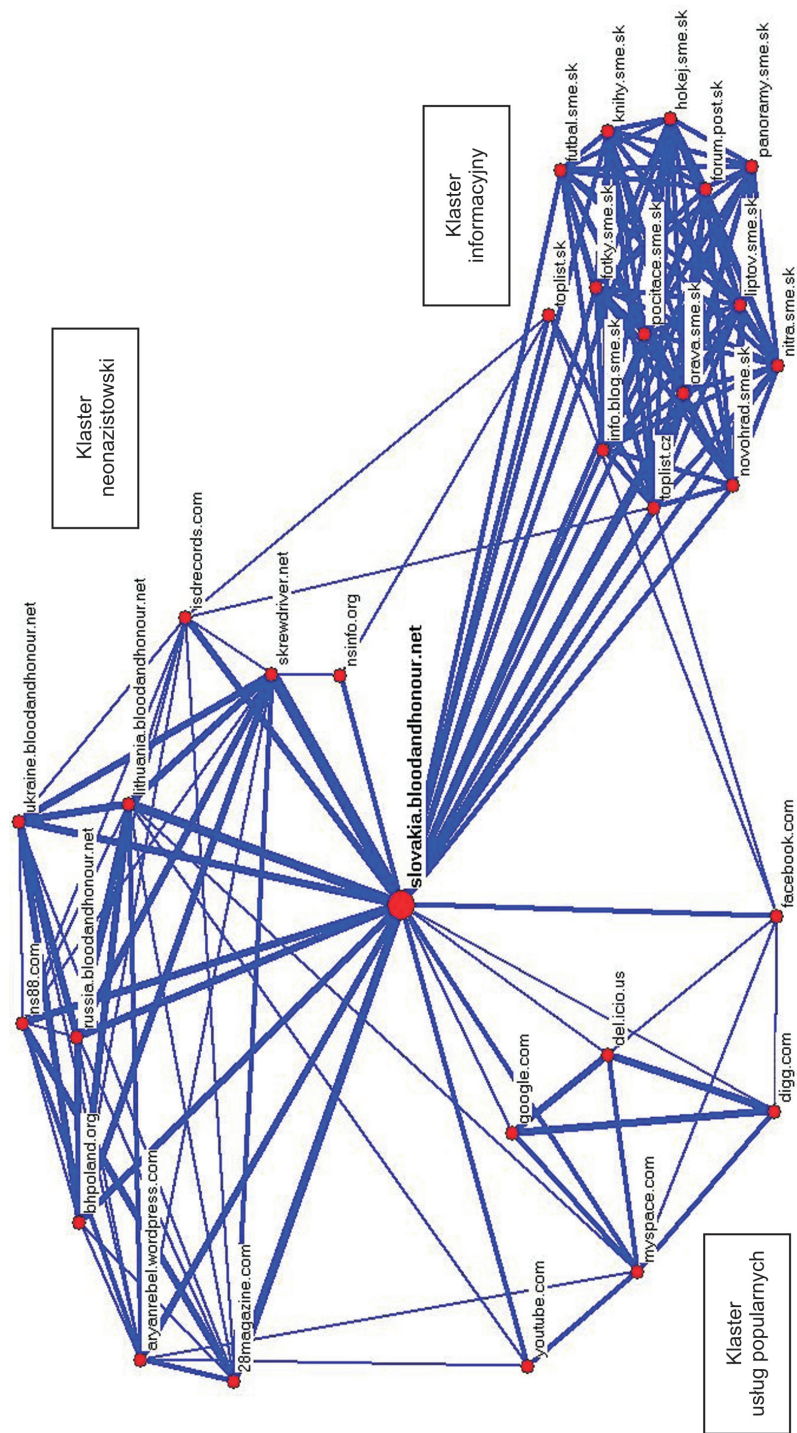 ukraine.bloodandhonour.net
ns88.com
russia.bloodandhonour.net
bhpoland.org
Klaster
neonazistowski
lithuania.bloodandhonour.net
aryanrebel.wordpress.com
isdrecords.com
28magazine.com
skrewdriver.net
nsinfo.org
slovakia.bloodandhonour.net
Klaster
informacyjny
google.com
youtube.com
toplist.sk
futbal.sme.sk
fotky.sme.sk
info.blog.sme.sk
del.icio.us
knihy.sme.sk
myspace.com
pocitace.sme.sk
toplist.cz
hokej.sme.sk
orava.sme.sk
forum.post.sk
Klaster
usług popularnych
novohrad.sme.sk
liptov.sme.sk
panoramy.sme.sk
digg.com
facebook.com
nitra.sme.sk